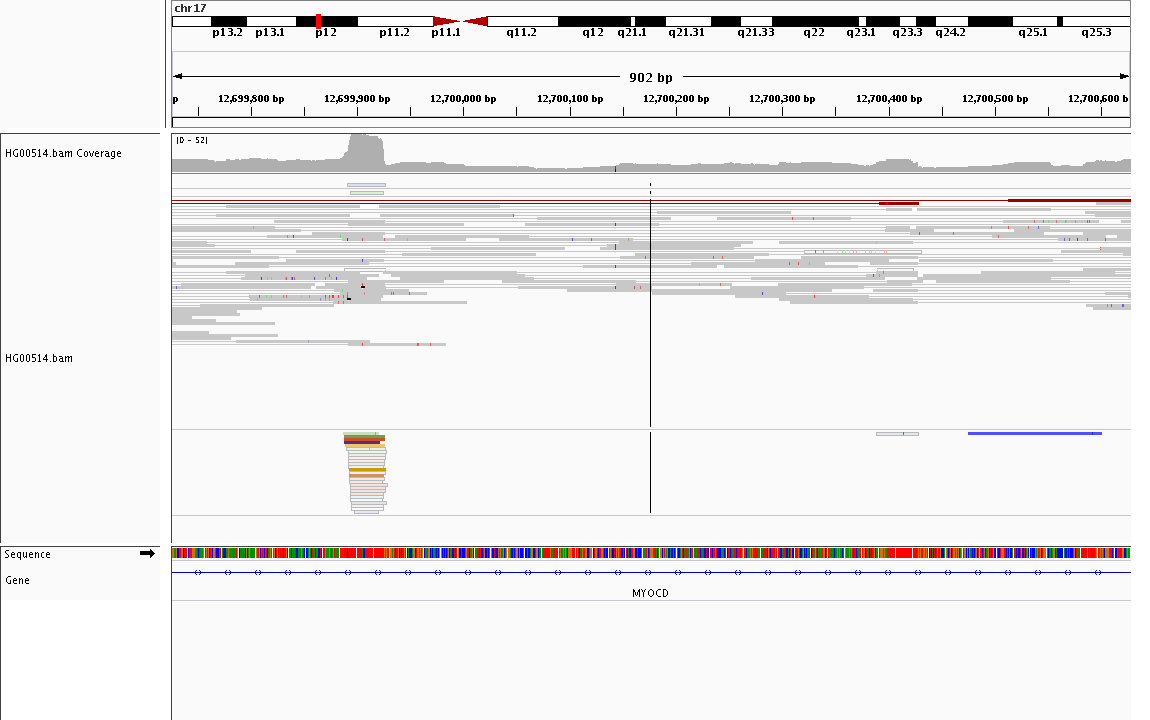 chr17
p13.2 p13.1 p12 p11.2 p11.1 q11.2 q12 q21.1 q21.31 q21.33 q22 q23.1 q23.3 q24.2 q25.1 q25.3
902 bp
p 12,699,800 bp 12,699,900 bp 12,700,000 bp 12,700,100 bp 12,700,200 bp 12,700,300 bp 12,700,400 bp 12,700,500 bp 12,700,600 b
[0 - 52]
HG00514.bam Coverage
HG00514.bam
Sequence
Gene
MYOCD